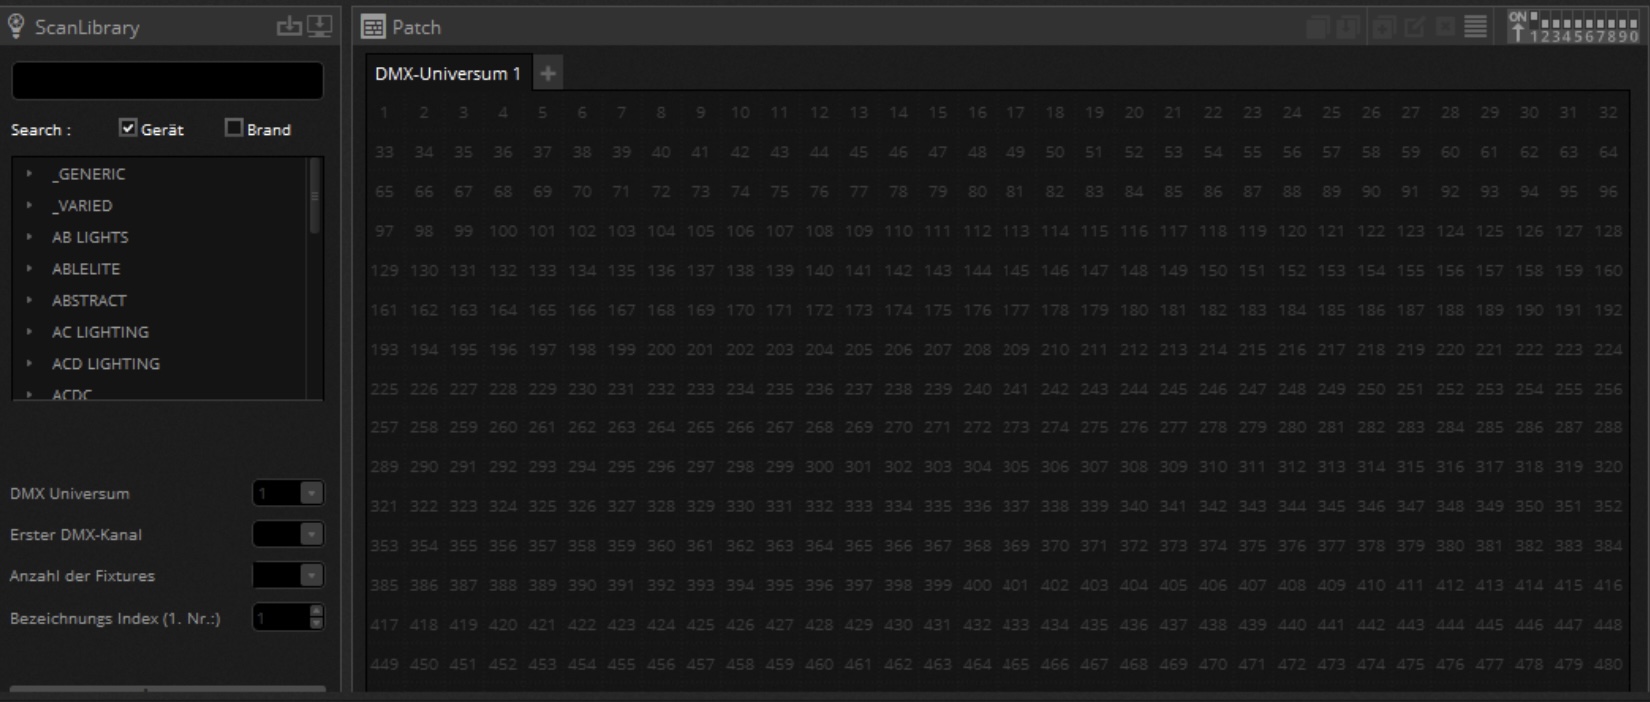 ScanLibrary
Search :
Gerät
Brand
_GENERIC
_VARIED
AB LIGHTS
ABLELITE
ABSTRACT
AC LIGHTING
ACD LIGHTING
ACDC
DMX Universum 1
Erster DMX-Kanal
Anzahl der Fixtures
Bezeichnungs Index (1. Nr.:) 1
Patch
ON
1234567890
DMX-Universum 1 +
1 2 3 4 5 6 7 8 9 10 11 12 13 14 15 16 17 18 19 20 21 22 23 24 25 26 27 28 29 30 31 32
33 34 35 36 37 38 39 40 41 42 43 44 45 46 47 48 49 50 51 52 53 54 55 56 57 58 59 60 61 62 63 64
65 66 67 68 69 70 71 72 73 74 75 76 77 78 79 80 81 82 83 84 85 86 87 88 89 90 91 92 93 94 95 96
97 98 99 100 101 102 103 104 105 106 107 108 109 110 111 112 113 114 115 116 117 118 119 120 121 122 123 124 125 126 127 128
129 130 131 132 133 134 135 136 137 138 139 140 141 142 143 144 145 146 147 148 149 150 151 152 153 154 155 156 157 158 159 160
161 162 163 164 165 166 167 168 169 170 171 172 173 174 175 176 177 178 179 180 181 182 183 184 185 186 187 188 189 190 191 192
193 194 195 196 197 198 199 200 201 202 203 204 205 206 207 208 209 210 211 212 213 214 215 216 217 218 219 220 221 222 223 224
225 226 227 228 229 230 231 232 233 234 235 236 237 238 239 240 241 242 243 244 245 246 247 248 249 250 251 252 253 254 255 256
257 258 259 260 261 262 263 264 265 266 267 268 269 270 271 272 273 274 275 276 277 278 279 280 281 282 283 284 285 286 287 288
289 290 291 292 293 294 295 296 297 298 299 300 301 302 303 304 305 306 307 308 309 310 311 312 313 314 315 316 317 318 319 320
321 322 323 324 325 326 327 328 329 330 331 332 333 334 335 336 337 338 339 340 341 342 343 344 345 346 347 348 349 350 351 352
353 354 355 356 357 358 359 360 361 362 363 364 365 366 367 368 369 370 371 372 373 374 375 376 377 378 379 380 381 382 383 384
385 386 387 388 389 390 391 392 393 394 395 396 397 398 399 400 401 402 403 404 405 406 407 408 409 410 411 412 413 414 415 416
417 418 419 420 421 422 423 424 425 426 427 428 429 430 431 432 433 434 435 436 437 438 439 440 441 442 443 444 445 446 447 448
449 450 451 452 453 454 455 456 457 458 459 460 461 462 463 464 465 466 467 468 469 470 471 472 473 474 475 476 477 478 479 480